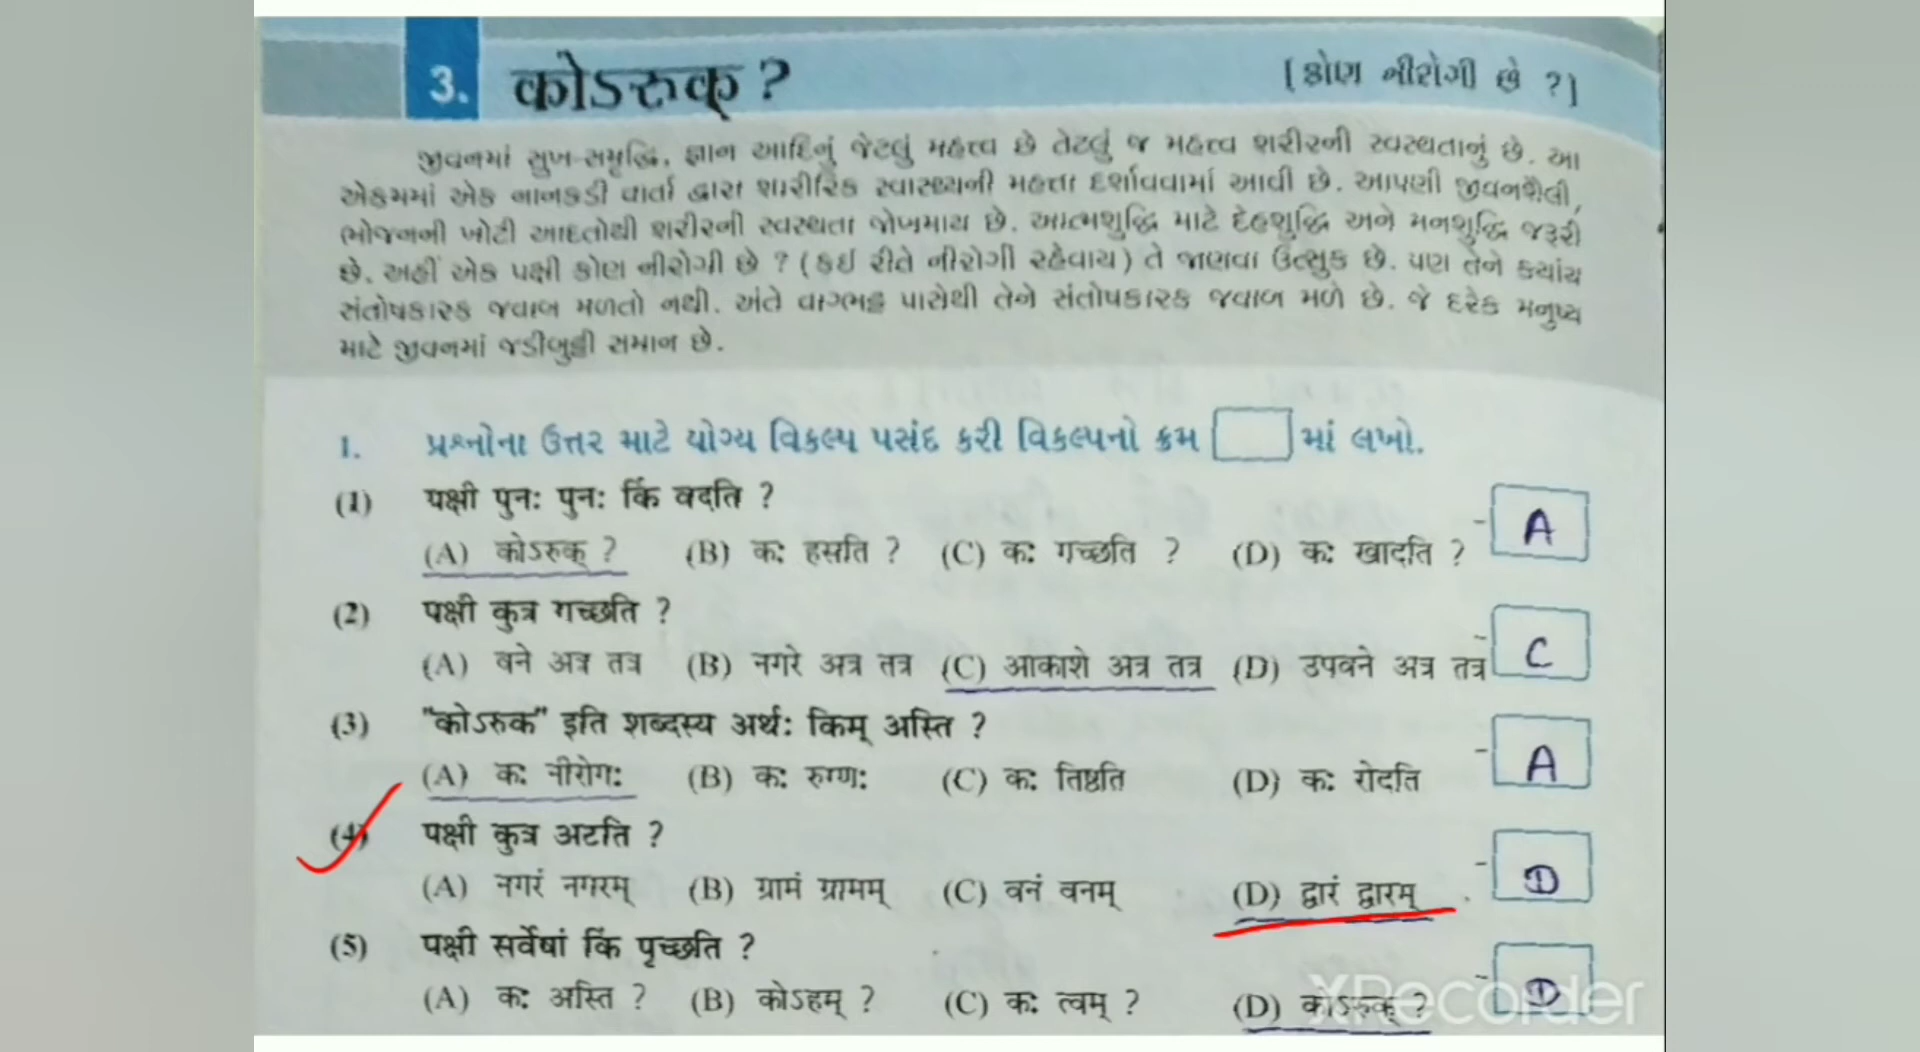 3. कोऽरुक् ? [કોણ નીરોગી છે ?]
જીવનમાં સુખ-સમૃદ્ધિ, જ્ઞાન આદિનું જેટલું મહત્ત્વ છે તેટલું જ મહત્ત્વ શરીરની સ્વસ્થતાનું છે. આ
એકમમાં એક નાનકડી વાર્તા દ્વારા શારીરિક સ્વાસ્થ્યની મહત્તા દર્શાવવામાં આવી છે. આપણી જીવનશૈલી,
ભોજનની ખોટી આદતોથી શરીરની સ્વસ્થતા જોખમાય છે. આત્મશુદ્ધિ માટે દેહશુદ્ધિ અને મનશુદ્ધિ જરૂરી
છે. અહીં એક પક્ષી કોણ નીરોગી છે ? (કઈ રીતે નીરોગી રહેવાય) તે જાણવા ઉત્સુક છે. પણ તેને ક્યાંય
સંતોષકારક જવાબ મળતો નથી. અંતે વાગ્ભટ્ટ પાસેથી તેને સંતોષકારક જવાબ મળે છે. જે દરેક મનુષ્ય
માટે જીવનમાં જડીબુટ્ટી સમાન છે.
1. પ્રશ્નોના ઉત્તર માટે યોગ્ય વિકલ્પ પસંદ કરી વિકલ્પનો ક્રમ માં લખો.
(1) पक्षी पुनः पुनः किं वदति ?
(A) कोऽरुक् ? (B) कः हसति ? (C) कः गच्छति ? (D) कः खादति ? - A
(2) पक्षी कुत्र गच्छति ?
(A) वने अत्र तत्र (B) नगरे अत्र तत्र (C) आकाशे अत्र तत्र (D) उपवने अत्र तत्र - C
(3) "कोऽरुक" इति शब्दस्य अर्थः किम् अस्ति ?
(A) कः नीरोगः (B) कः रुग्णः (C) कः तिष्ठति (D) कः रोदति - A
(4) पक्षी कुत्र अटति ?
(A) नगरं नगरम् (B) ग्रामं ग्रामम् (C) वनं वनम् (D) द्वारं द्वारम् - D
(5) पक्षी सर्वेषां किं पृच्छति ?
(A) कः अस्ति ? (B) कोऽहम् ? (C) कः त्वम् ? (D) कोऽरुक् ? - D
XRecorder